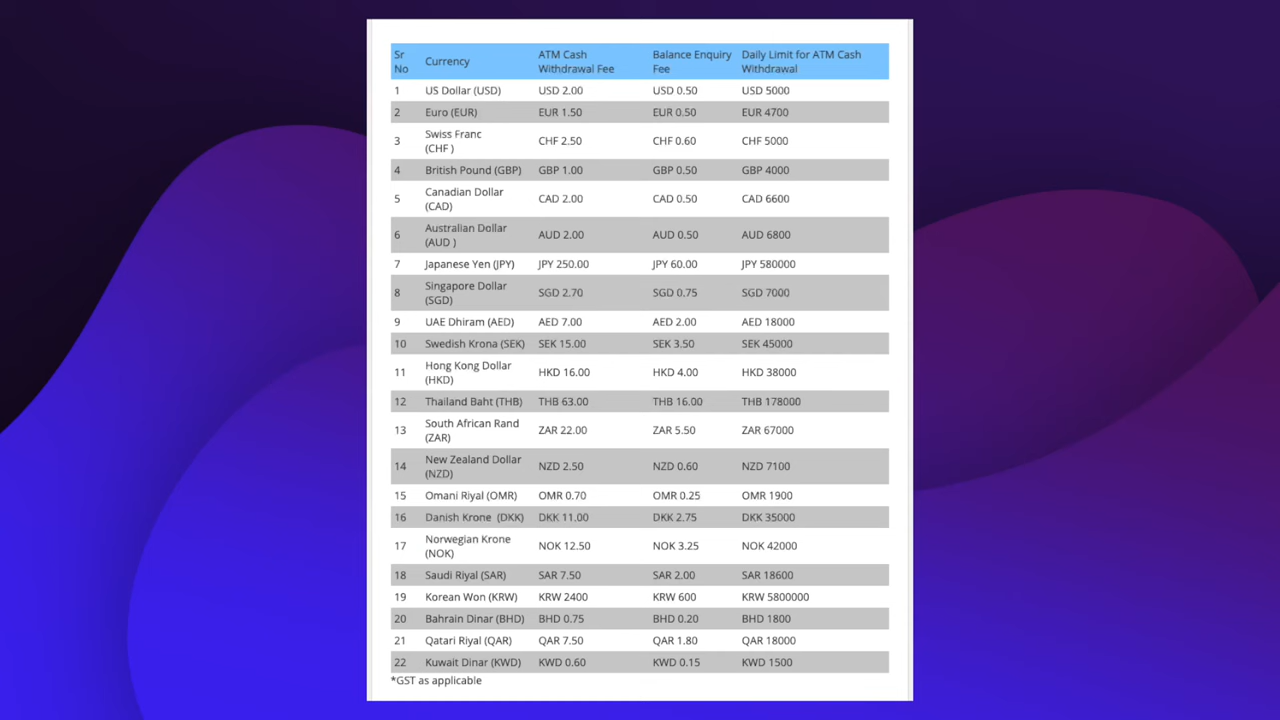 Sr No Currency ATM Cash Withdrawal Fee Balance Enquiry Fee Daily Limit for ATM Cash Withdrawal
1 US Dollar (USD) USD 2.00 USD 0.50 USD 5000
2 Euro (EUR) EUR 1.50 EUR 0.50 EUR 4700
3 Swiss Franc (CHF ) CHF 2.50 CHF 0.60 CHF 5000
4 British Pound (GBP) GBP 1.00 GBP 0.50 GBP 4000
5 Canadian Dollar (CAD) CAD 2.00 CAD 0.50 CAD 6600
6 Australian Dollar (AUD ) AUD 2.00 AUD 0.50 AUD 6800
7 Japanese Yen (JPY) JPY 250.00 JPY 60.00 JPY 580000
8 Singapore Dollar (SGD) SGD 2.70 SGD 0.75 SGD 7000
9 UAE Dhiram (AED) AED 7.00 AED 2.00 AED 18000
10 Swedish Krona (SEK) SEK 15.00 SEK 3.50 SEK 45000
11 Hong Kong Dollar (HKD) HKD 16.00 HKD 4.00 HKD 38000
12 Thailand Baht (THB) THB 63.00 THB 16.00 THB 178000
13 South African Rand (ZAR) ZAR 22.00 ZAR 5.50 ZAR 67000
14 New Zealand Dollar (NZD) NZD 2.50 NZD 0.60 NZD 7100
15 Omani Riyal (OMR) OMR 0.70 OMR 0.25 OMR 1900
16 Danish Krone (DKK) DKK 11.00 DKK 2.75 DKK 35000
17 Norwegian Krone (NOK) NOK 12.50 NOK 3.25 NOK 42000
18 Saudi Riyal (SAR) SAR 7.50 SAR 2.00 SAR 18600
19 Korean Won (KRW) KRW 2400 KRW 600 KRW 5800000
20 Bahrain Dinar (BHD) BHD 0.75 BHD 0.20 BHD 1800
21 Qatari Riyal (QAR) QAR 7.50 QAR 1.80 QAR 18000
22 Kuwait Dinar (KWD) KWD 0.60 KWD 0.15 KWD 1500
*GST as applicable